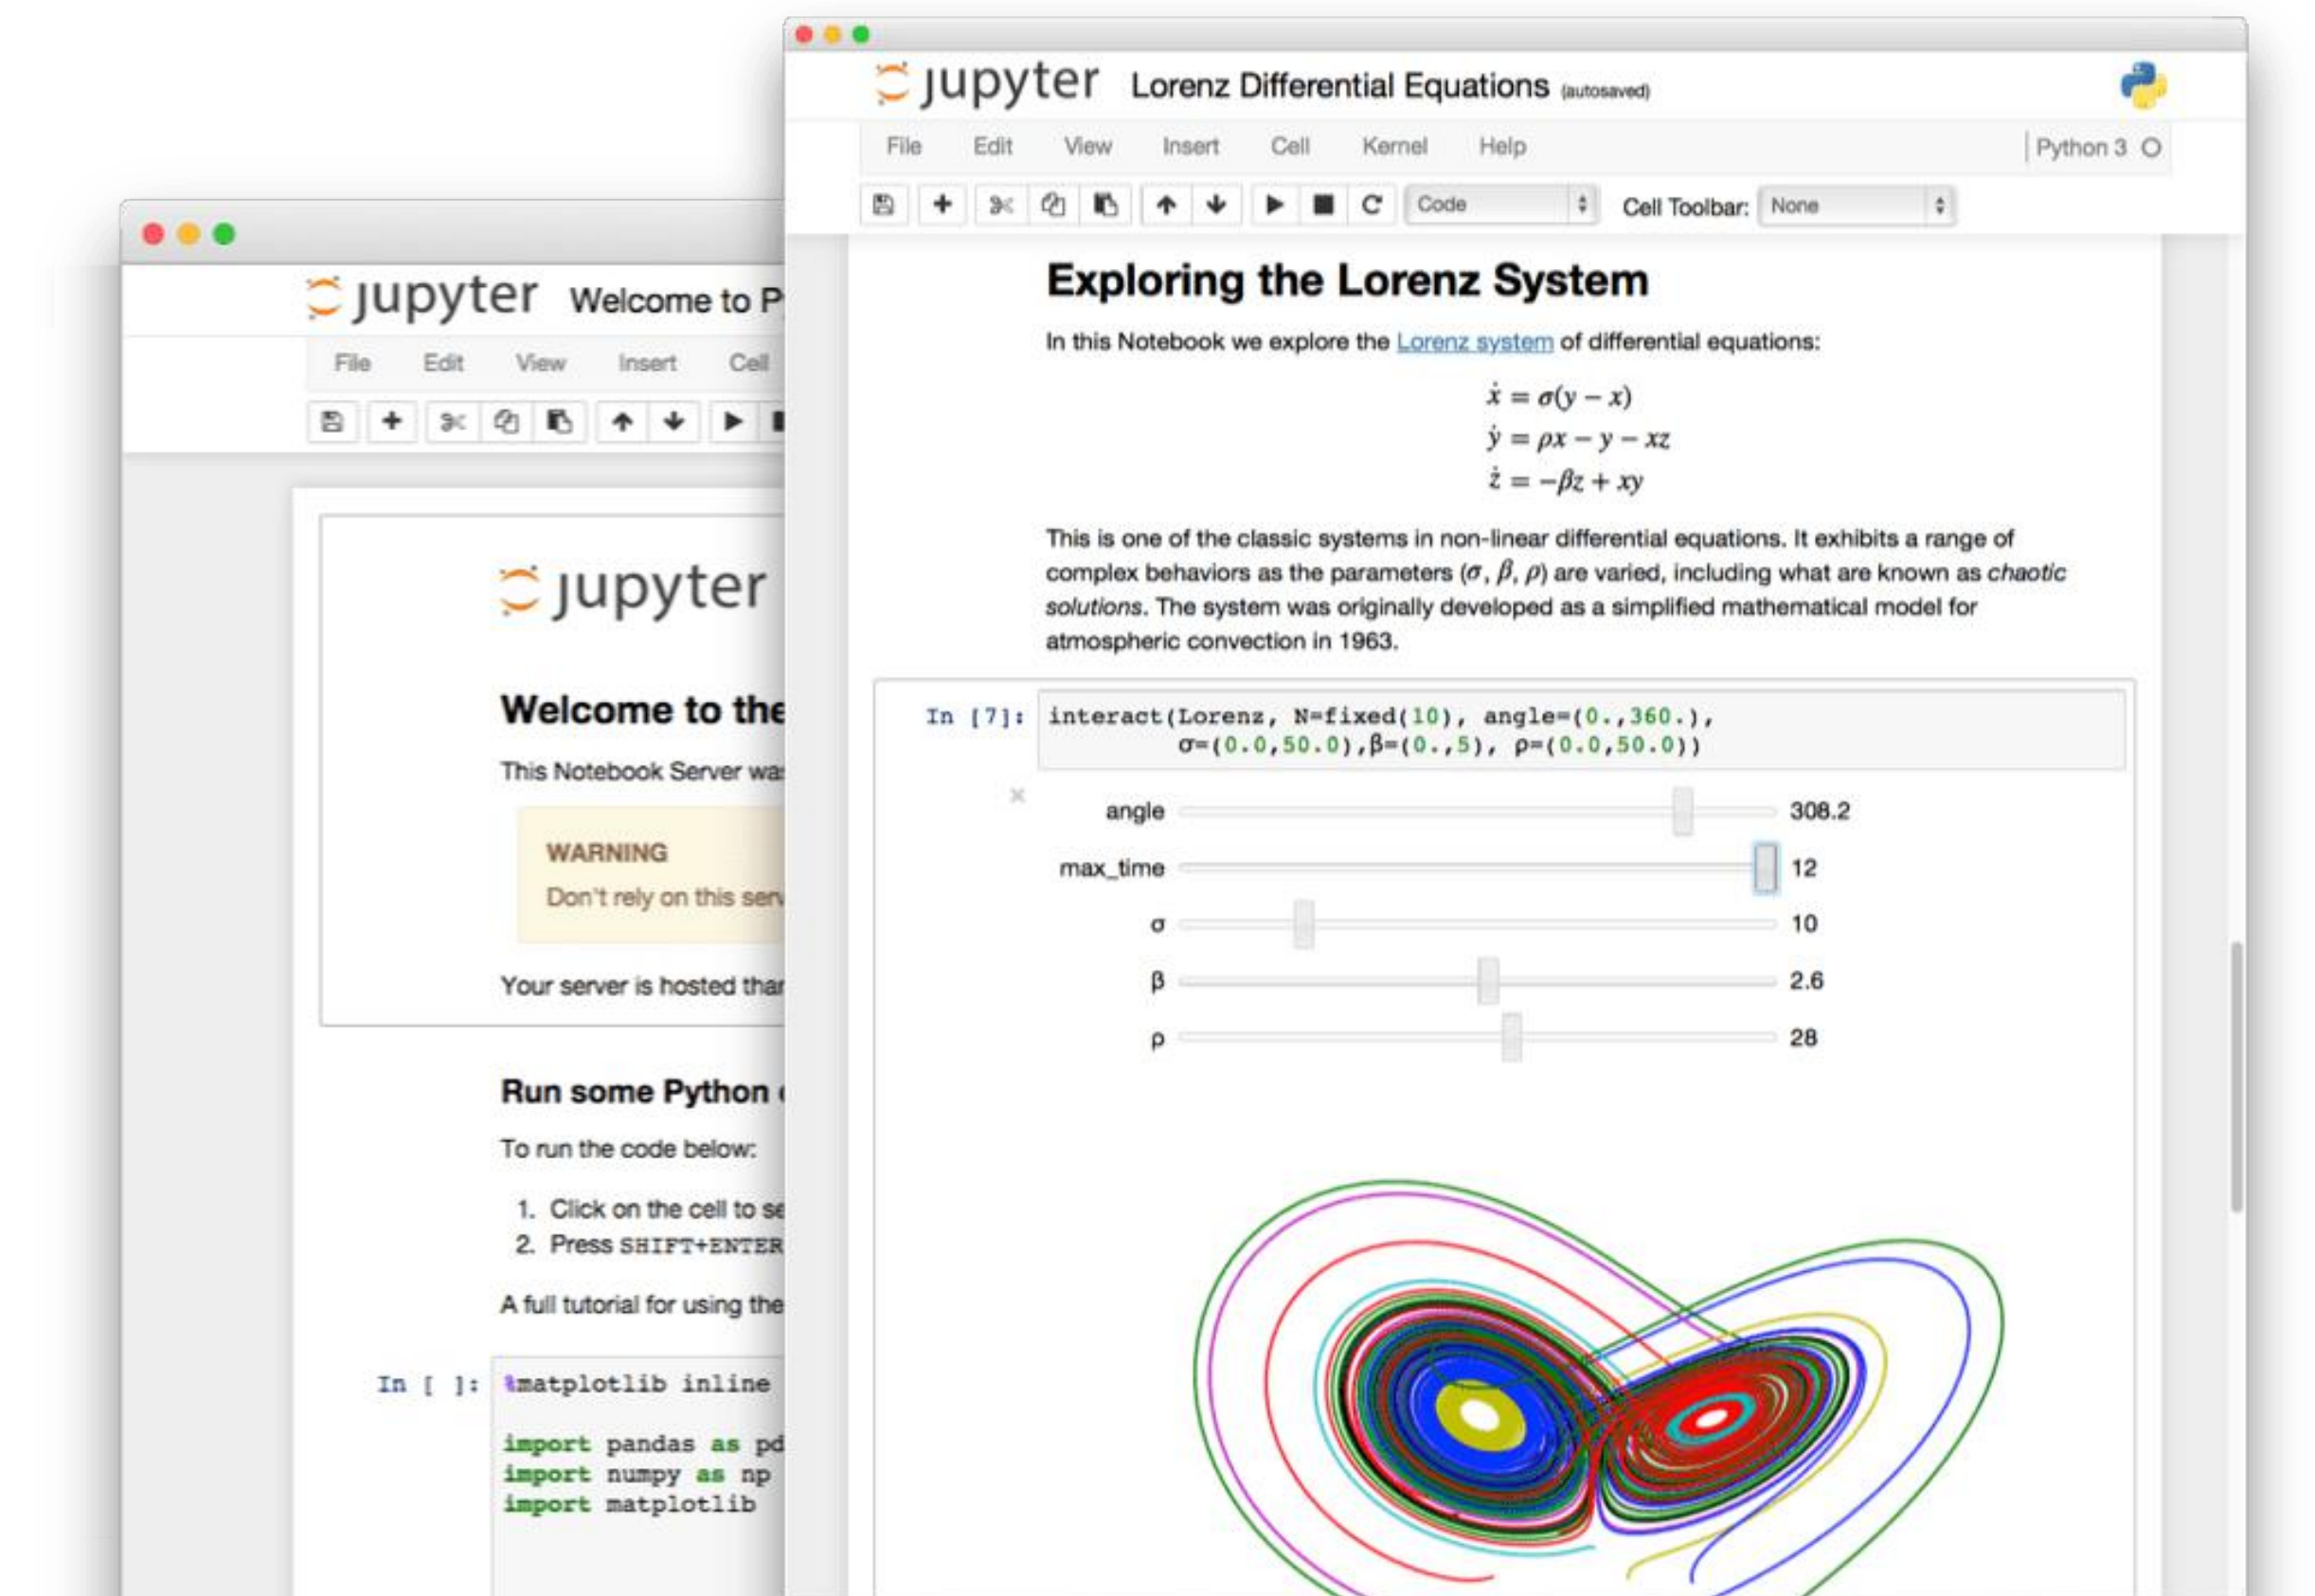 jupyter Lorenz Differential Equations (autosaved)
File Edit View Insert Cell Kernel Help Python 3
Code Cell Toolbar: None
Exploring the Lorenz System
In this Notebook we explore the Lorenz system of differential equations:
ẋ = σ(y − x)
ẏ = ρx − y − xz
ż = −βz + xy
This is one of the classic systems in non-linear differential equations. It exhibits a range of
complex behaviors as the parameters (σ, β, ρ) are varied, including what are known as chaotic
solutions. The system was originally developed as a simplified mathematical model for
atmospheric convection in 1963.
In [7]: interact(Lorenz, N=fixed(10), angle=(0.,360.),
σ=(0.0,50.0),β=(0.,5), ρ=(0.0,50.0))
angle 308.2
max_time 12
σ 10
β 2.6
ρ 28
jupyter Welcome to P
File Edit View Insert Cell
jupyter
Welcome to the
This Notebook Server was
WARNING
Don't rely on this serv
Your server is hosted than
Run some Python
To run the code below:
1. Click on the cell to se
2. Press SHIFT+ENTER
A full tutorial for using the
In [ ]: %matplotlib inline
import pandas as pd
import numpy as np
import matplotlib